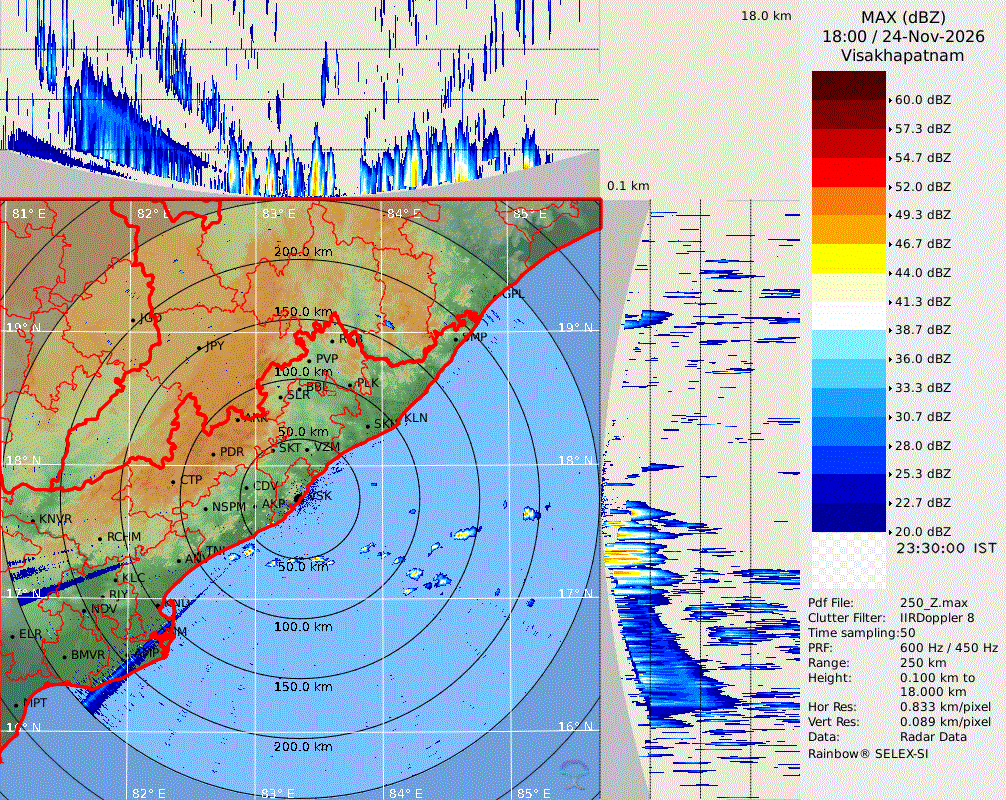 18.0 km
0.1 km
MAX (dBZ)
18:00 / 24-Nov-2026
Visakhapatnam
60.0 dBZ
57.3 dBZ
54.7 dBZ
52.0 dBZ
49.3 dBZ
46.7 dBZ
44.0 dBZ
41.3 dBZ
38.7 dBZ
36.0 dBZ
33.3 dBZ
30.7 dBZ
28.0 dBZ
25.3 dBZ
22.7 dBZ
20.0 dBZ
23:30:00 IST
Pdf File: 250_Z.max
Clutter Filter: IIRDoppler 8
Time sampling:50
PRF: 600 Hz / 450 Hz
Range: 250 km
Height: 0.100 km to
18.000 km
Hor Res: 0.833 km/pixel
Vert Res: 0.089 km/pixel
Data: Radar Data
Rainbow® SELEX-SI
81° E 82° E 83° E 84° E 85° E
200.0 km
GPL
150.0 km
19° N 19° N
JPY
SMP
PVP
100.0 km
PLK
SLR
KLN
50.0 km
SKT VZM
PDR
18° N 18° N
CTP
CDV
NSPM AKP VSK
KNVR
RCHM
ANV TNI
50.0 km
KLC
RJY
17° N 17° N
NDV
100.0 km
ELR
BMVR
150.0 km
MPT
16° N 16° N
200.0 km
82° E 83° E 84° E 85° E